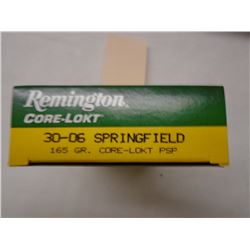 Remington
CORE-LOKT
30-06 SPRINGFIELD
165 GR. CORE-LOKT PSP